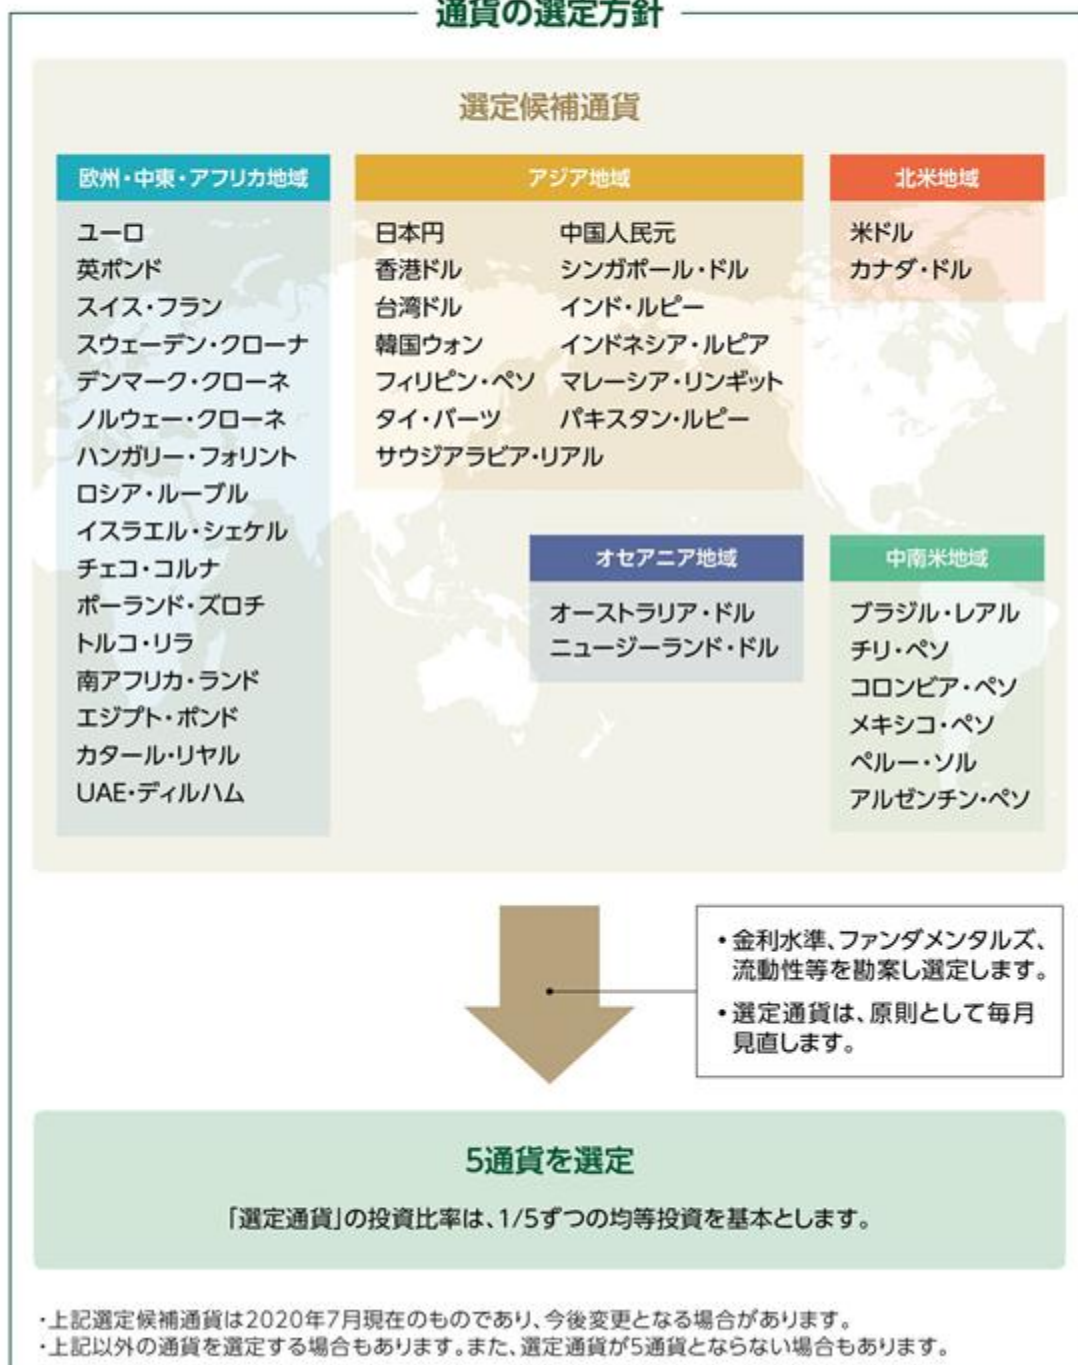 通貨の選定方針
選定候補通貨
欧州・中東・アフリカ地域
ユーロ
英ポンド
スイス・フラン
スウェーデン・クローナ
デンマーク・クローネ
ノルウェー・クローネ
ハンガリー・フォリント
ロシア・ルーブル
イスラエル・シェケル
チェコ・コルナ
ポーランド・ズロチ
トルコ・リラ
南アフリカ・ランド
エジプト・ポンド
カタール・リヤル
UAE・ディルハム
アジア地域
日本円 中国人民元
香港ドル シンガポール・ドル
台湾ドル インド・ルピー
韓国ウォン インドネシア・ルピア
フィリピン・ペソ マレーシア・リンギット
タイ・バーツ パキスタン・ルピー
サウジアラビア・リアル
北米地域
米ドル
カナダ・ドル
オセアニア地域
オーストラリア・ドル
ニュージーランド・ドル
中南米地域
ブラジル・レアル
チリ・ペソ
コロンビア・ペソ
メキシコ・ペソ
ペルー・ソル
アルゼンチン・ペソ
・金利水準、ファンダメンタルズ、
流動性等を勘案し選定します。
・選定通貨は、原則として毎月
見直します。
5通貨を選定
「選定通貨」の投資比率は、1/5ずつの均等投資を基本とします。
・上記選定候補通貨は2020年7月現在のものであり、今後変更となる場合があります。
・上記以外の通貨を選定する場合もあります。また、選定通貨が5通貨とならない場合もあります。